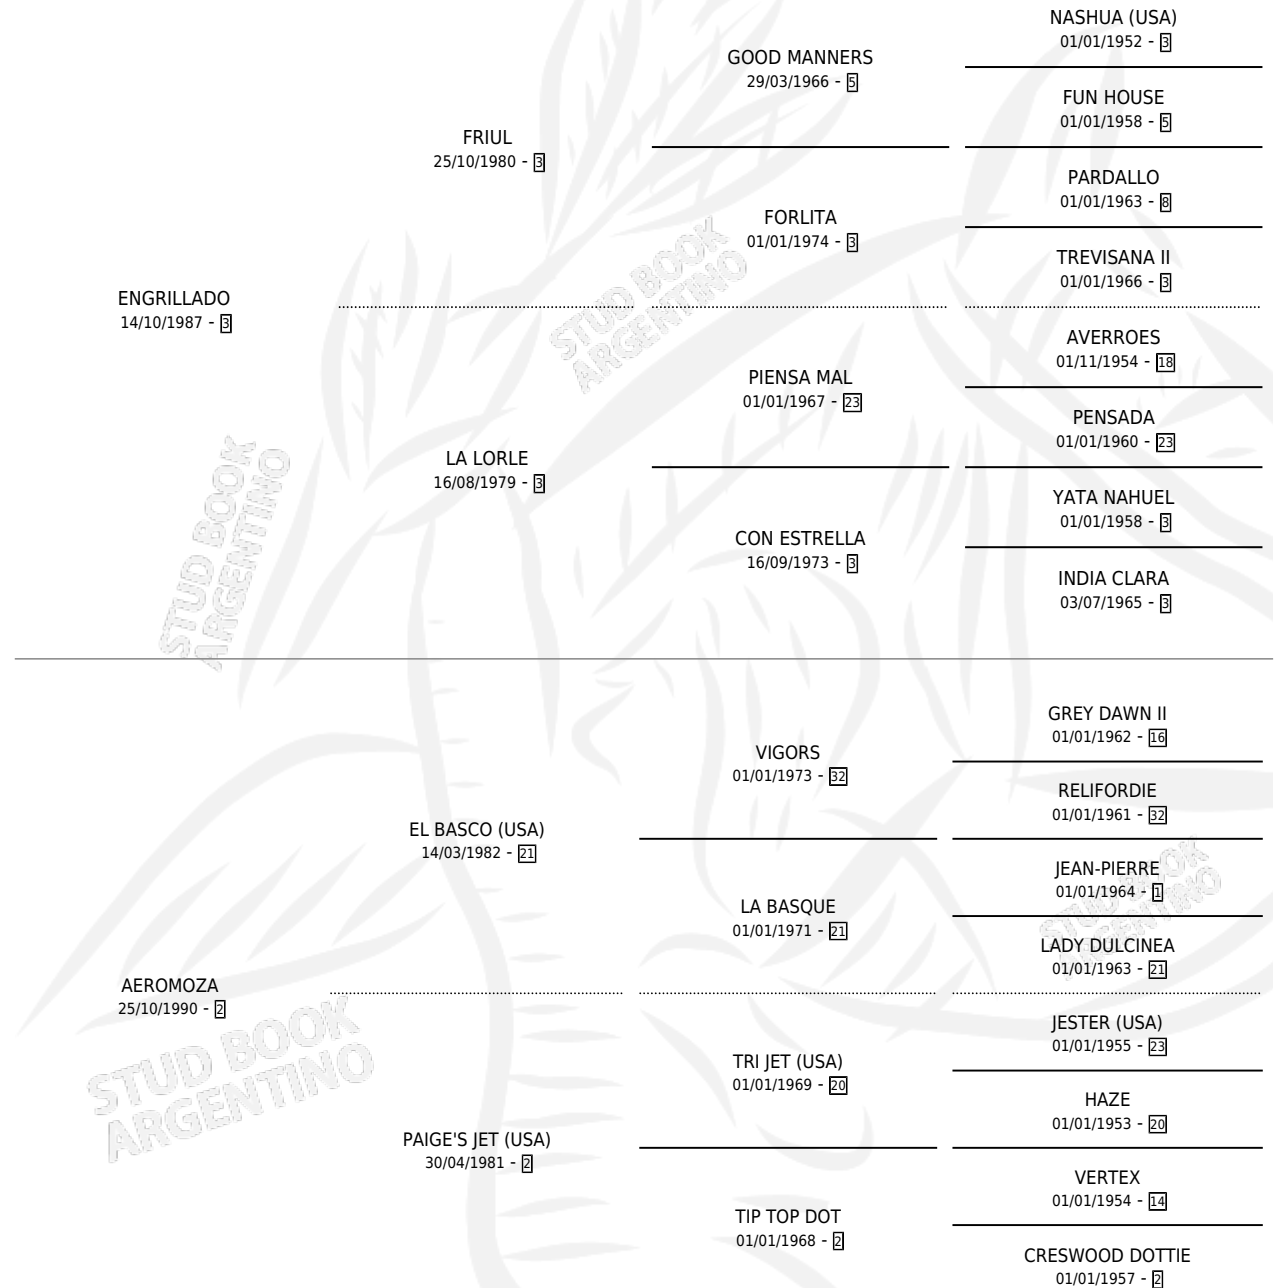 NASHUA (USA)
01/01/1952 - 3
GOOD MANNERS
29/03/1966 - 5
FUN HOUSE
01/01/1958 - 5
FRIUL
25/10/1980 - 3
PARDALLO
01/01/1963 - 8
FORLITA
01/01/1974 - 3
TREVISANA II
01/01/1966 - 3
STUD BOOK
ARGENTINO
ENGRILLADO
14/10/1987 - 3
AVERROES
01/11/1954 - 18
PIENSA MAL
01/01/1967 - 23
PENSADA
01/01/1960 - 23
LA LORLE
16/08/1979 - 3
YATA NAHUEL
01/01/1958 - 3
CON ESTRELLA
16/09/1973 - 3
INDIA CLARA
03/07/1965 - 3
STUD BOOK
ARGENTINO
GREY DAWN II
01/01/1962 - 16
VIGORS
01/01/1973 - 32
RELIFORDIE
01/01/1961 - 32
EL BASCO (USA)
14/03/1982 - 21
JEAN-PIERRE
01/01/1964 - 1
LA BASQUE
01/01/1971 - 21
LADY DULCINEA
01/01/1963 - 21
STUD BOOK
ARGENTINO
AEROMOZA
25/10/1990 - 2
STUD BOOK
ARGENTINO
JESTER (USA)
01/01/1955 - 23
TRI JET (USA)
01/01/1969 - 20
HAZE
01/01/1953 - 20
PAIGE'S JET (USA)
30/04/1981 - 2
VERTEX
01/01/1954 - 14
TIP TOP DOT
01/01/1968 - 2
CRESWOOD DOTTIE
01/01/1957 - 2